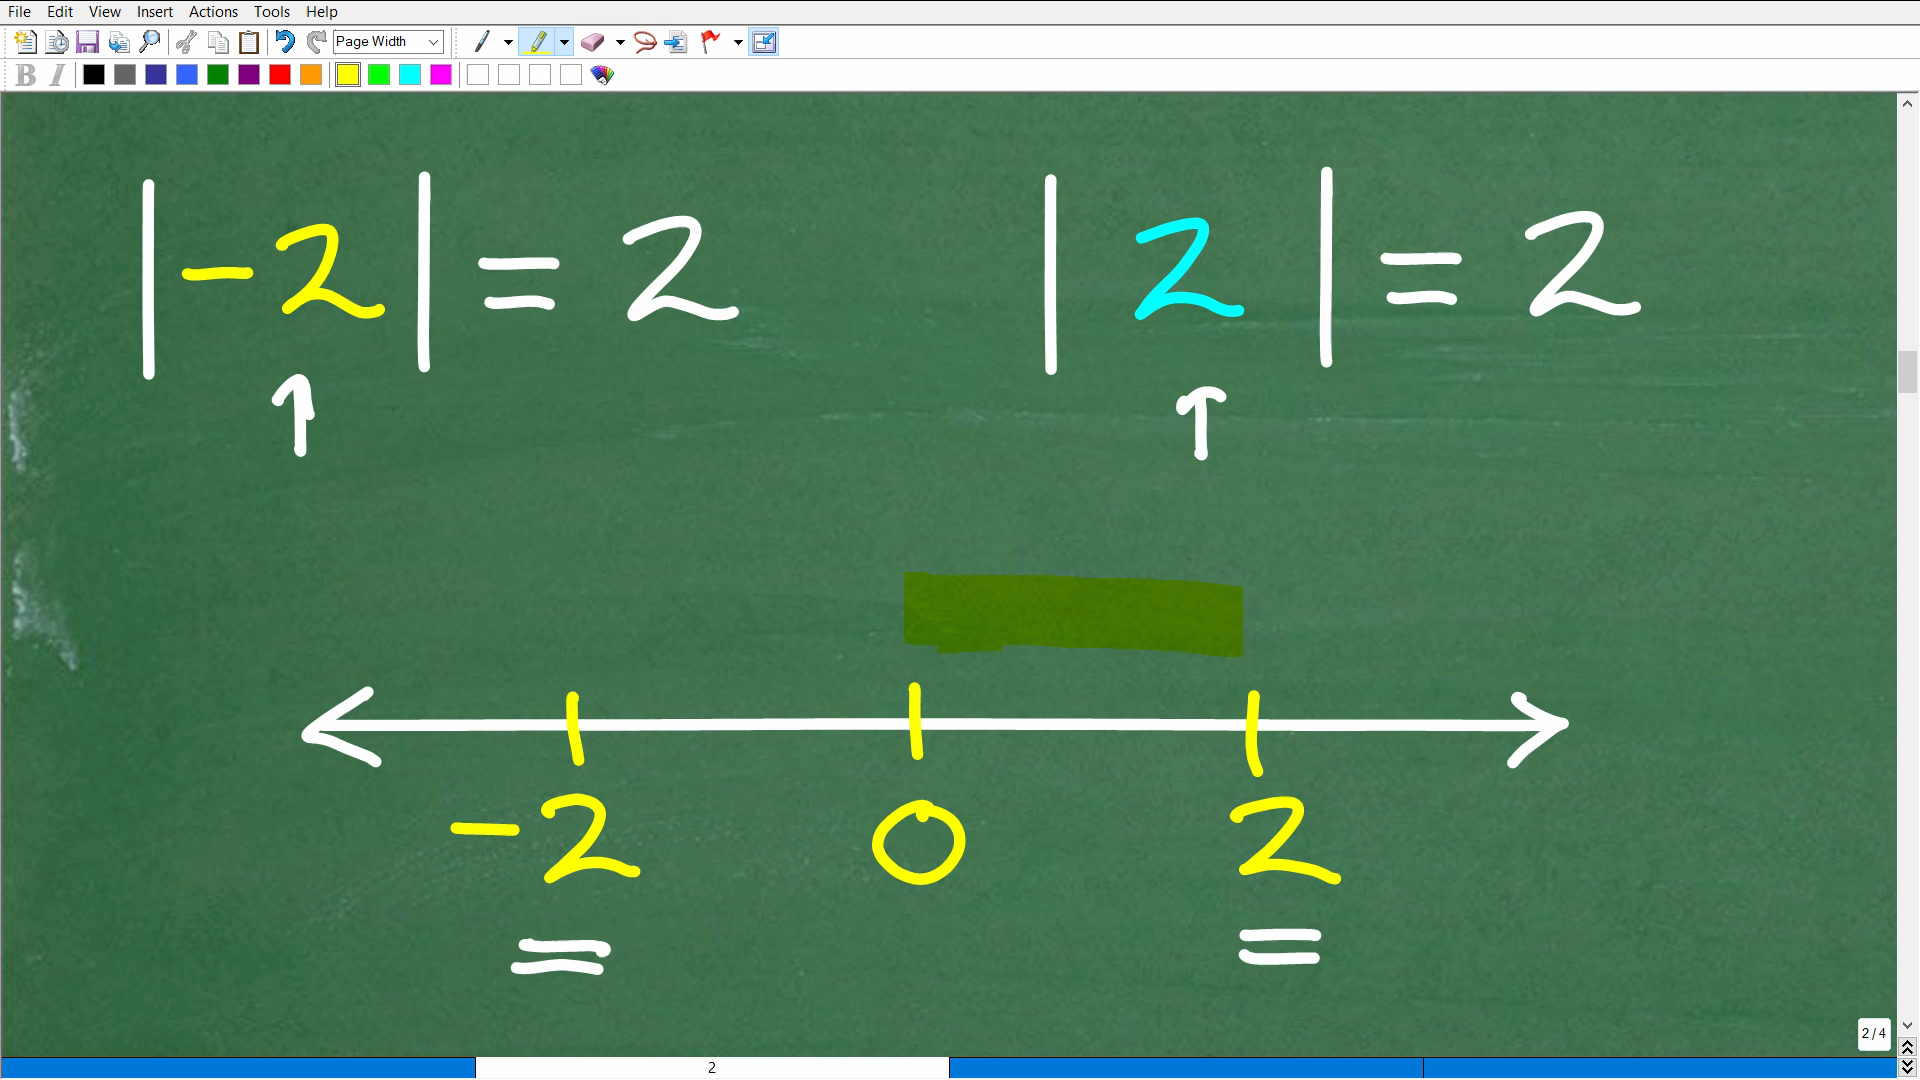 File Edit View Insert Actions Tools Help
Page Width
B I
|-2| = 2 |2| = 2
-2 0 2
= =
2 / 4
2